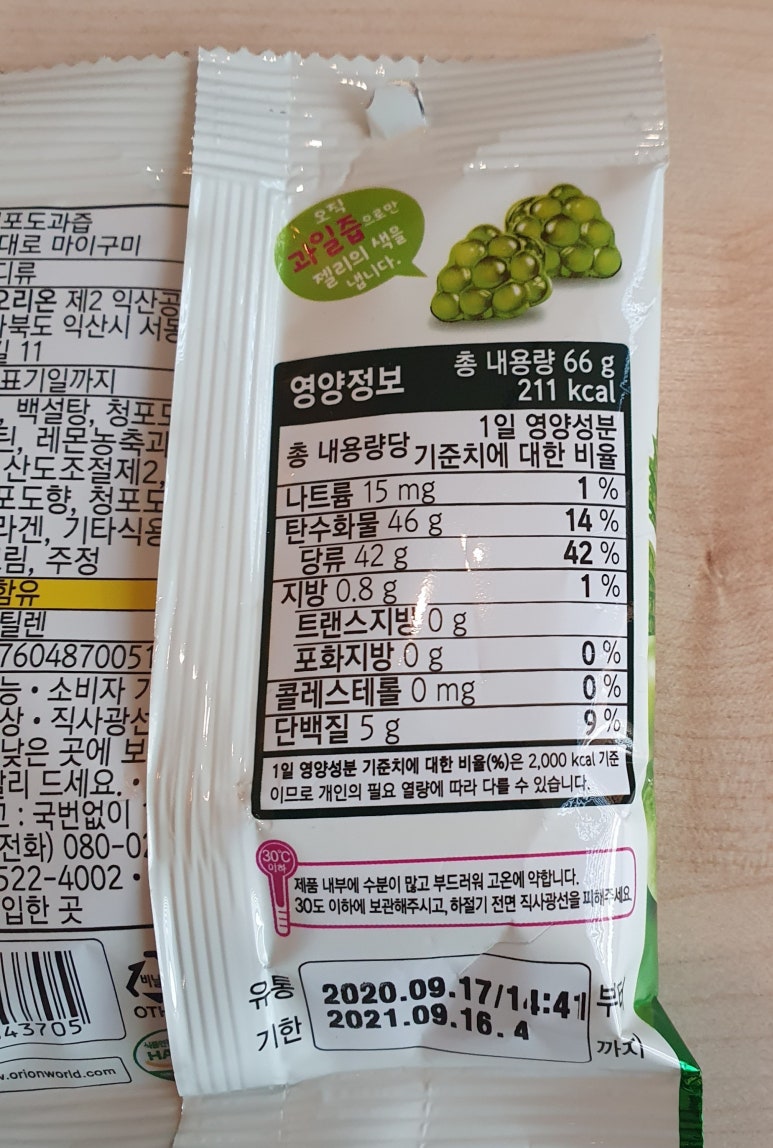 포도과즙
대로 마이구미
오리온 제2 익산공
북도 익산시 서동
11
표기일까지
, 백설탕, 청포도
레몬농축과
산도조절제2,
포도향, 청포도
기타식용
주정
함유
틸렌
7604870051
능 • 소비자 기
상 • 직사광선
낮은 곳에 보
드세요. •
: 국번없이 1
전화) 080-02
522-4002 •
입한 곳
43705
.orionworld.com
오직
과일즙으로만
젤리의 색을
냅니다.
영양정보
총 내용량 66 g
211 kcal
총 내용량당
1일 영양성분
기준치에 대한 비율
나트륨 15 mg 1 %
탄수화물 46 g 14 %
당류 42 g 42 %
지방 0.8 g 1 %
트랜스지방 0 g
포화지방 0 g 0 %
콜레스테롤 0 mg 0 %
단백질 5 g 9 %
1일 영양성분 기준치에 대한 비율(%)은 2,000 kcal 기준
이므로 개인의 필요 열량에 따라 다를 수 있습니다.
30℃
이하
제품 내부에 수분이 많고 부드러워 고온에 약합니다.
30도 이하에 보관해주시고, 하절기 전면 직사광선을 피해주세요
유통
기한
2020.09.17/14:41 부터
2021.09.16. 4 까지